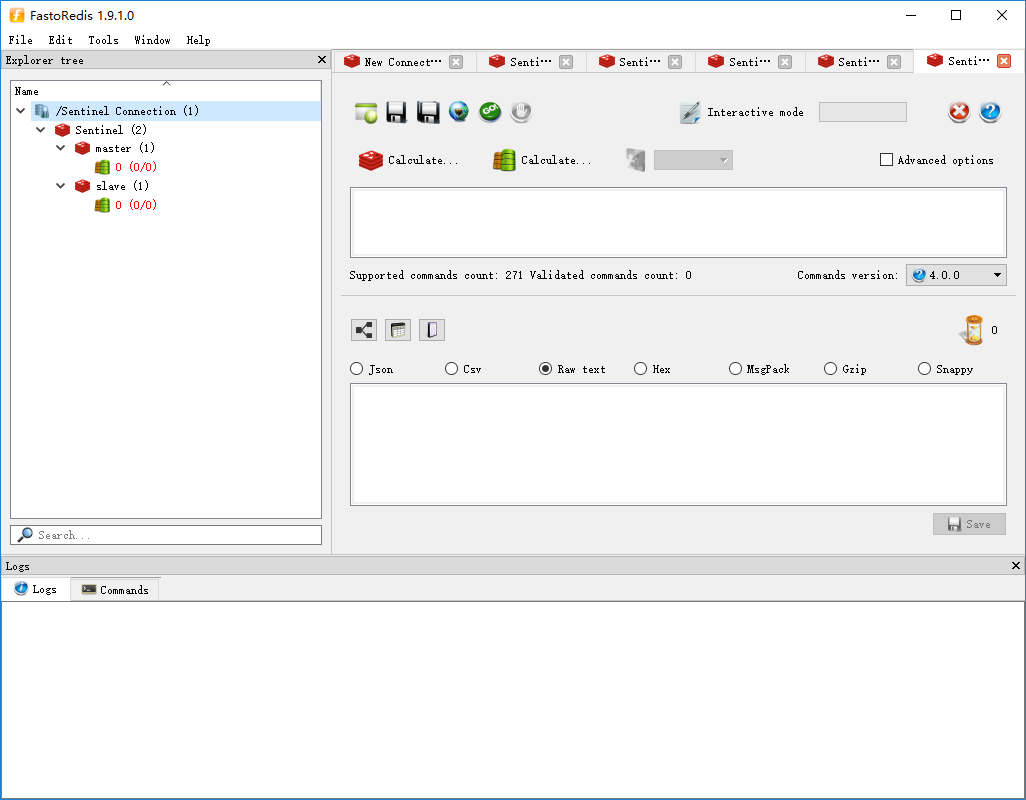 FastoRedis 1.9.1.0
File Edit Tools Window Help
Explorer tree
New Connect··· Senti··· Senti··· Senti··· Senti··· Senti···
Name
/Sentinel Connection (1)
Sentinel (2)
master (1)
0 (0/0)
slave (1)
0 (0/0)
Search...
GO!
Interactive mode
Calculate... Calculate... Advanced options
Supported commands count: 271 Validated commands count: 0 Commands version: 4.0.0
0
Json Csv Raw text Hex MsgPack Gzip Snappy
Save
Logs
Logs Commands